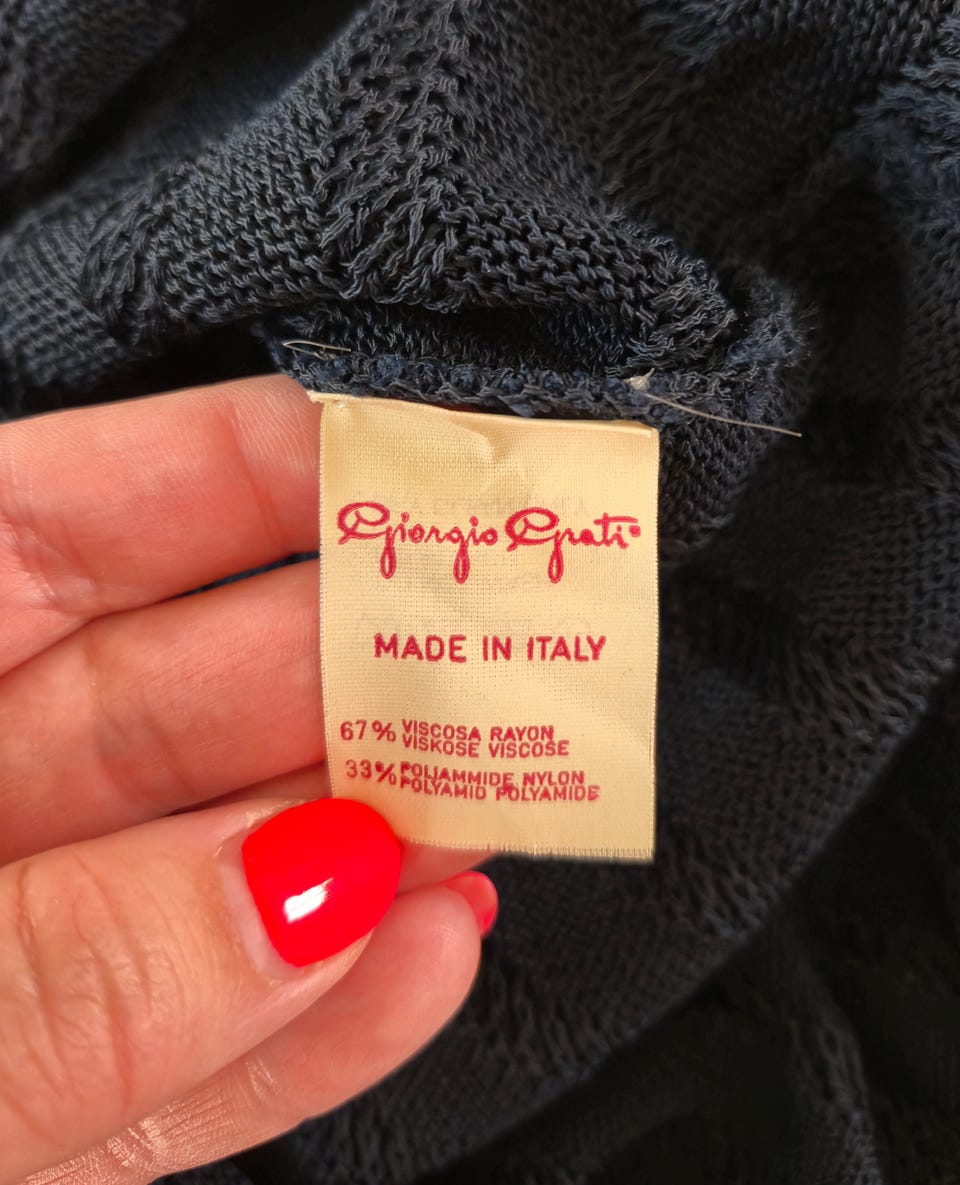 Giorgio Grati®
MADE IN ITALY
67% VISCOSA RAYON
VISKOSE VISCOSE
33% POLIAMMIDE NYLON
POLYAMID POLYAMIDE